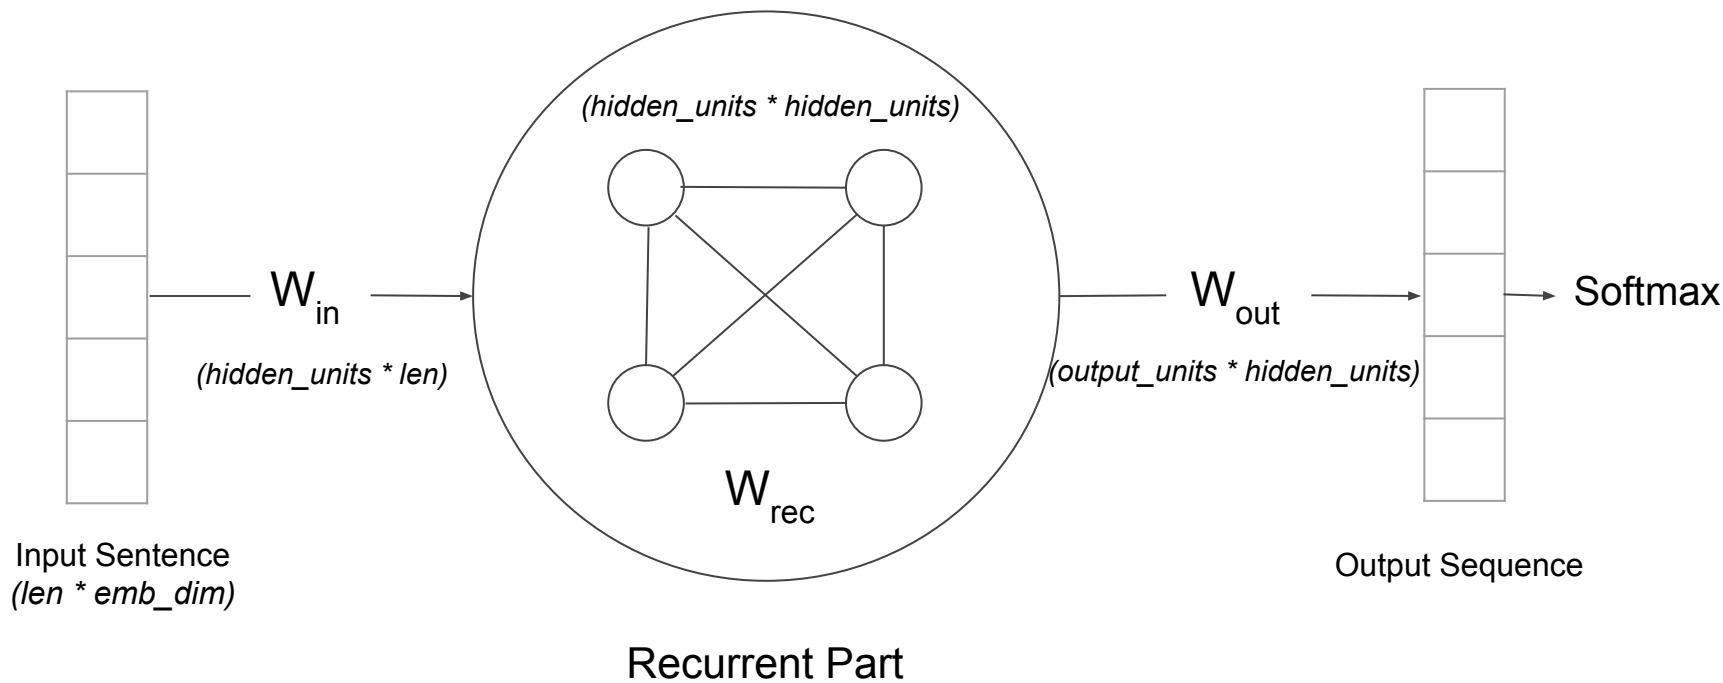 (hidden_units * hidden_units)
W_in
(hidden_units * len)
W_rec
W_out
(output_units * hidden_units)
Softmax
Input Sentence
(len * emb_dim)
Output Sequence
Recurrent Part